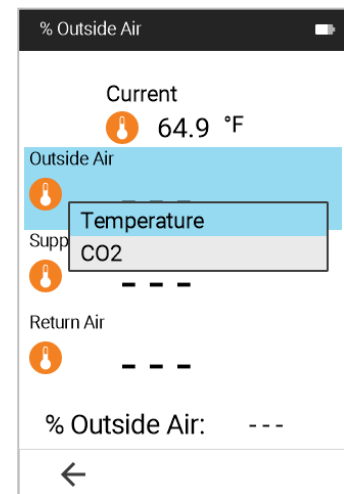 % Outside Air
Current
64.9 °F
Outside Air
- - -
Temperature
Supp
CO2
- - -
Return Air
- - -
% Outside Air: - - -